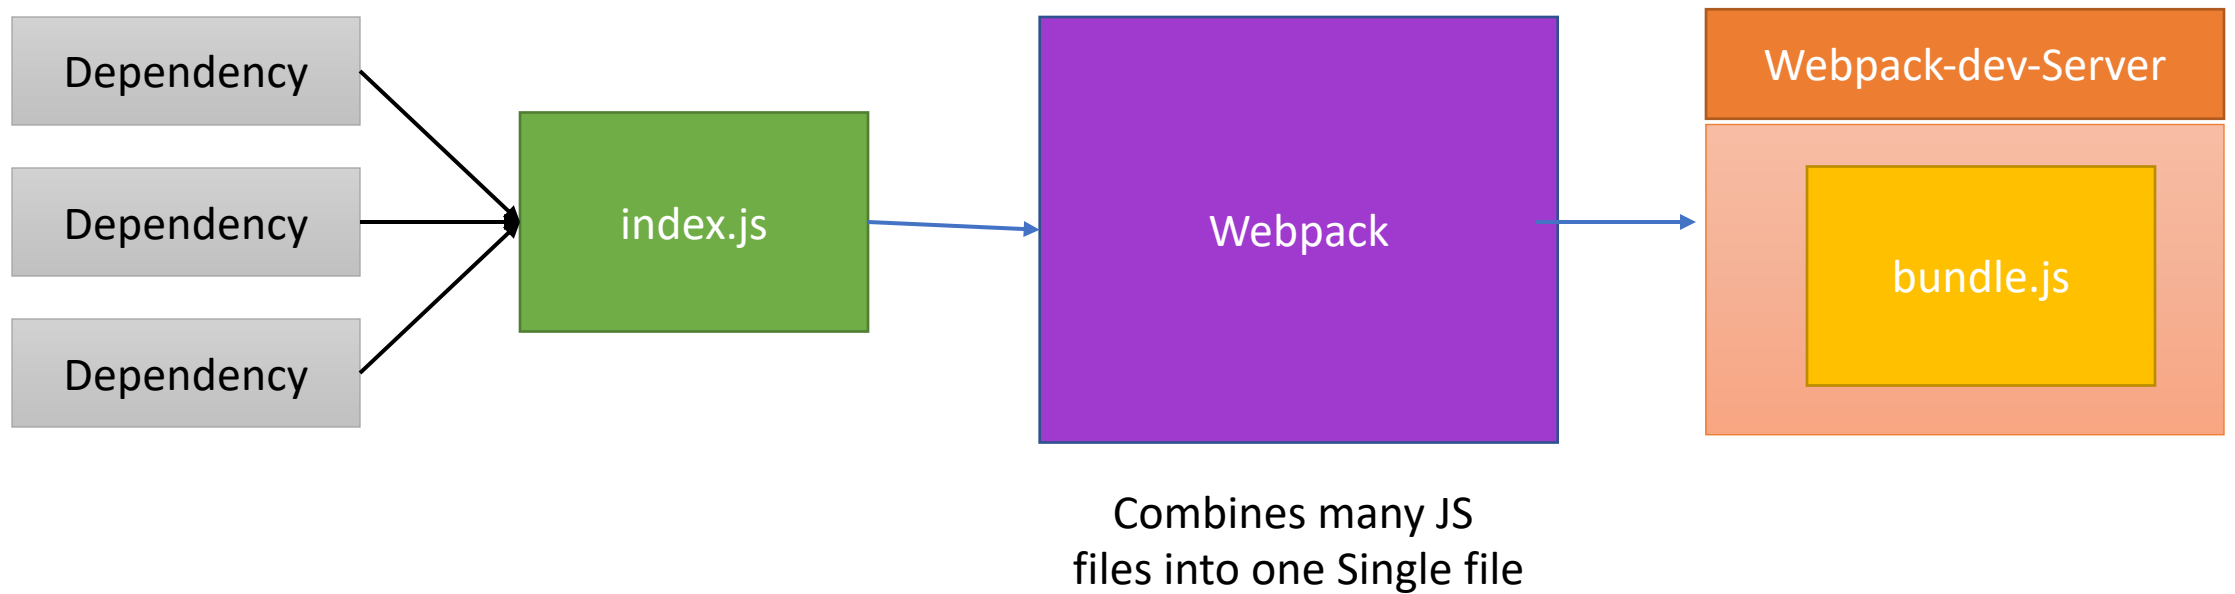 Dependency
Dependency
Dependency
index.js
Webpack
Combines many JS
files into one Single file
Webpack-dev-Server
bundle.js